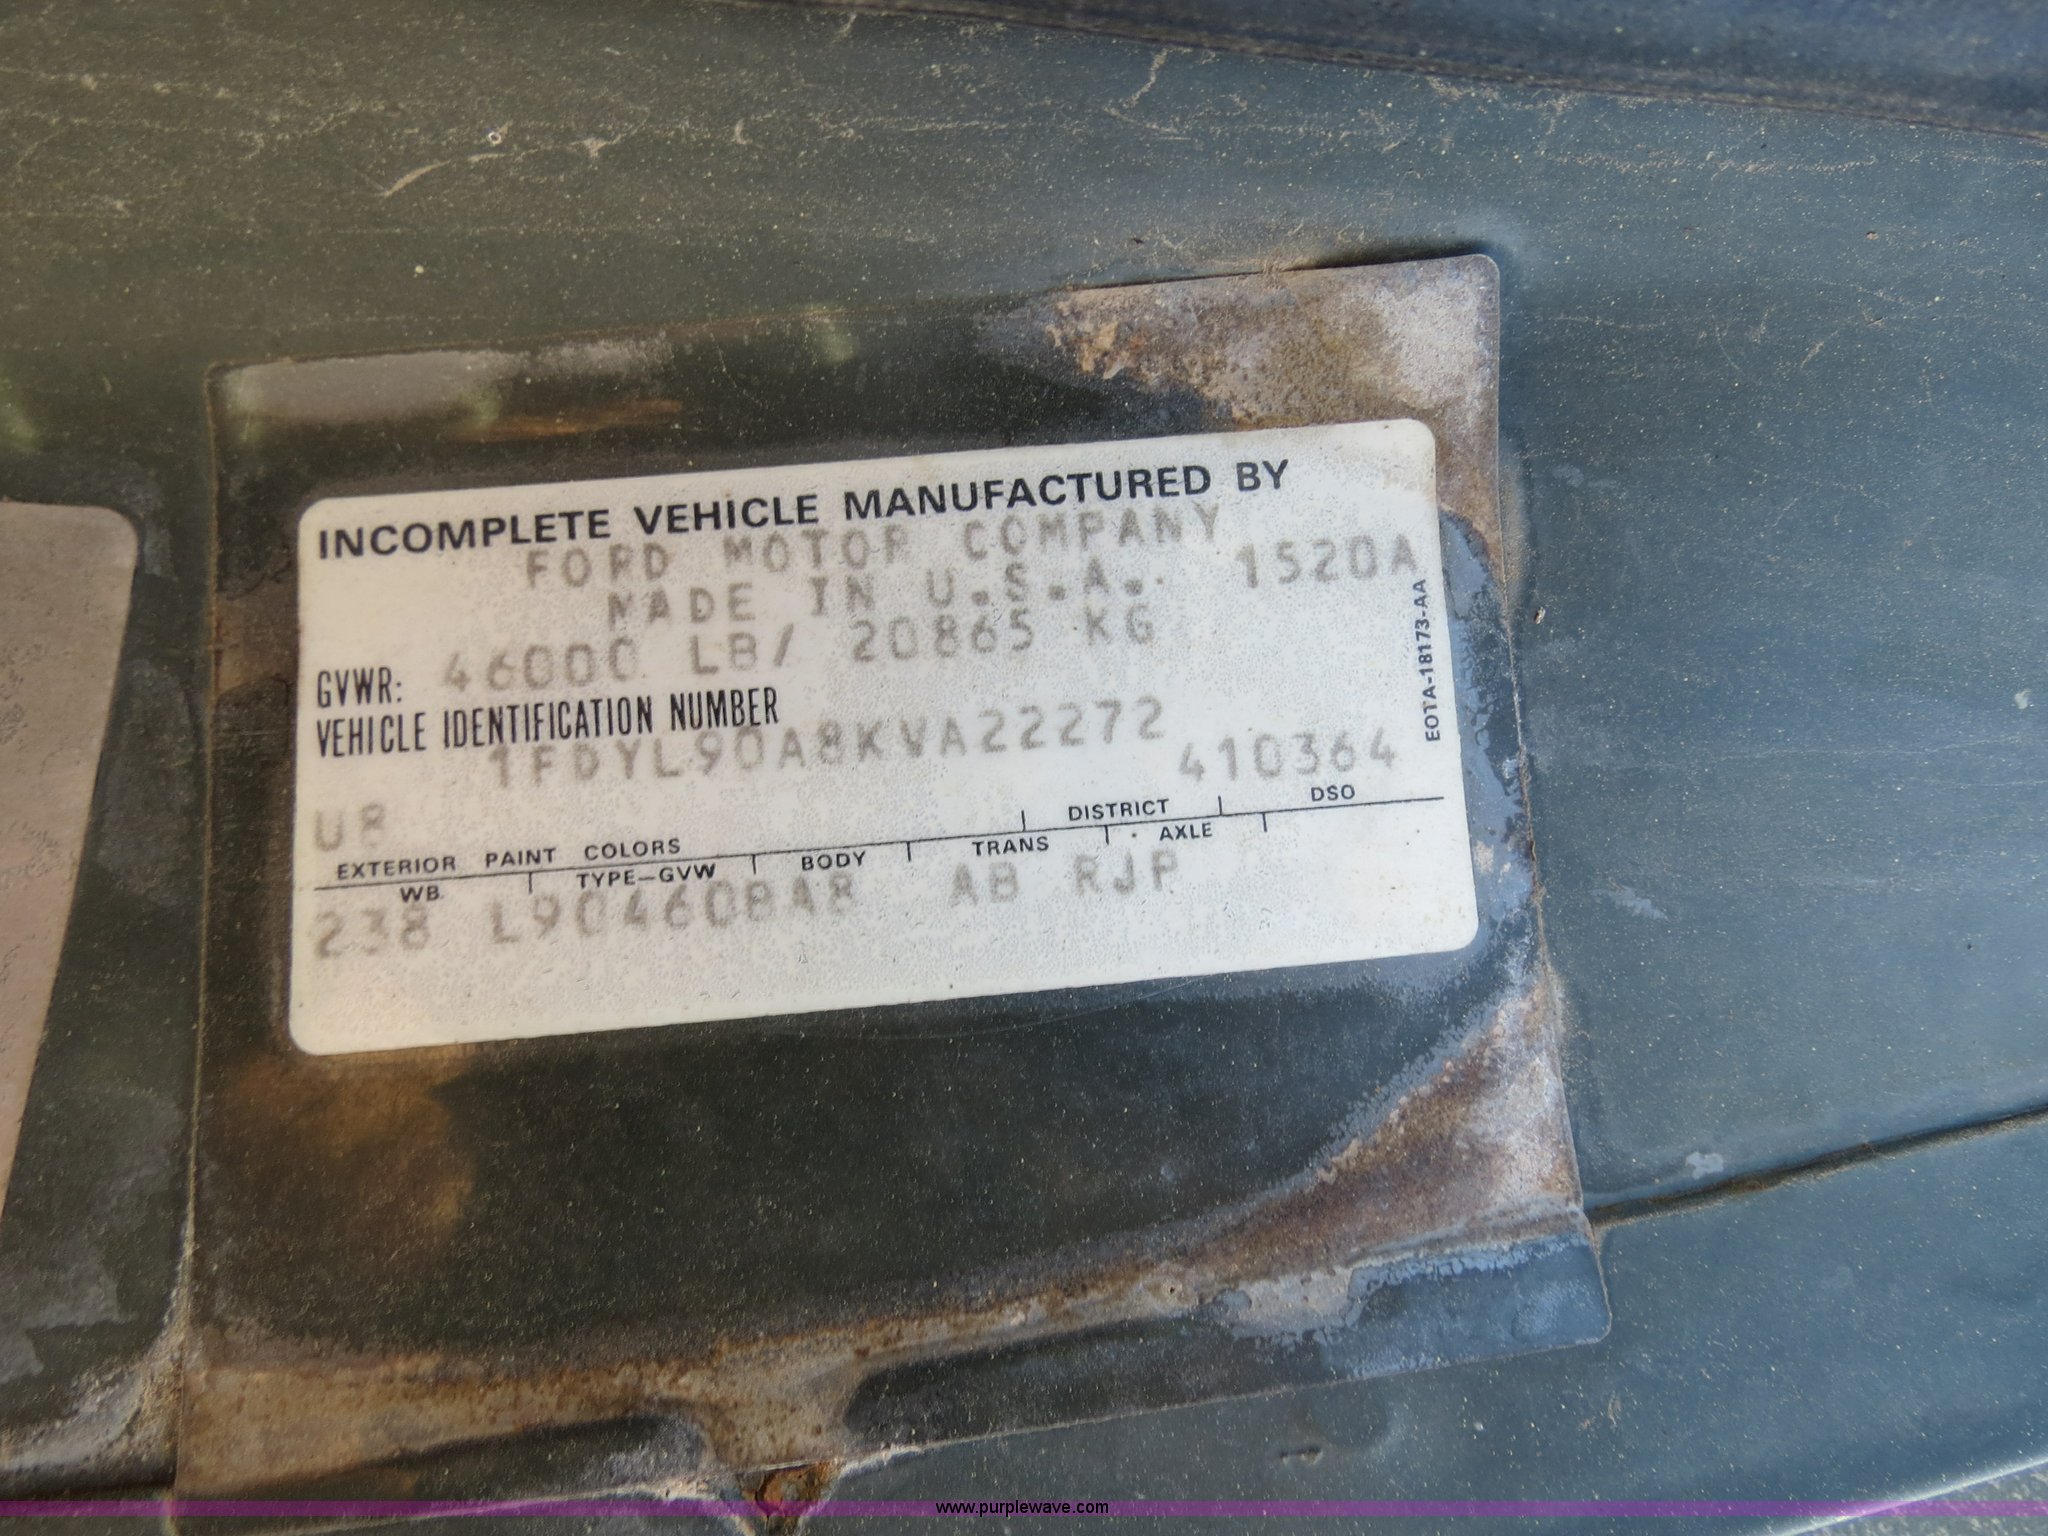 INCOMPLETE VEHICLE MANUFACTURED BY
FORD MOTOR COMPANY
MADE IN U.S.A. 1520A
GVWR: 46000 LB/ 20865 KG
VEHICLE IDENTIFICATION NUMBER
1FDYL90A8KVA22272
410364
U8
EXTERIOR PAINT COLORS DISTRICT DSO
WB TYPE-GVW BODY TRANS AXLE
238 L90460BA8 AB RJP
E0TA-18173-AA
www.purplewave.com